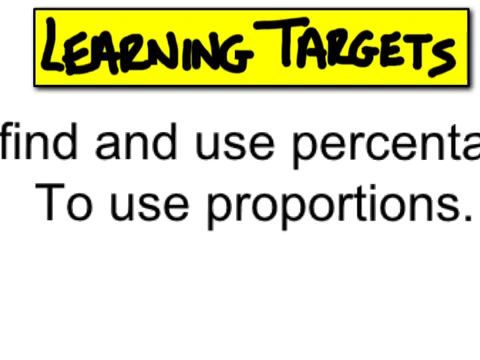 LEARNING TARGETS
find and use percenta
To use proportions.